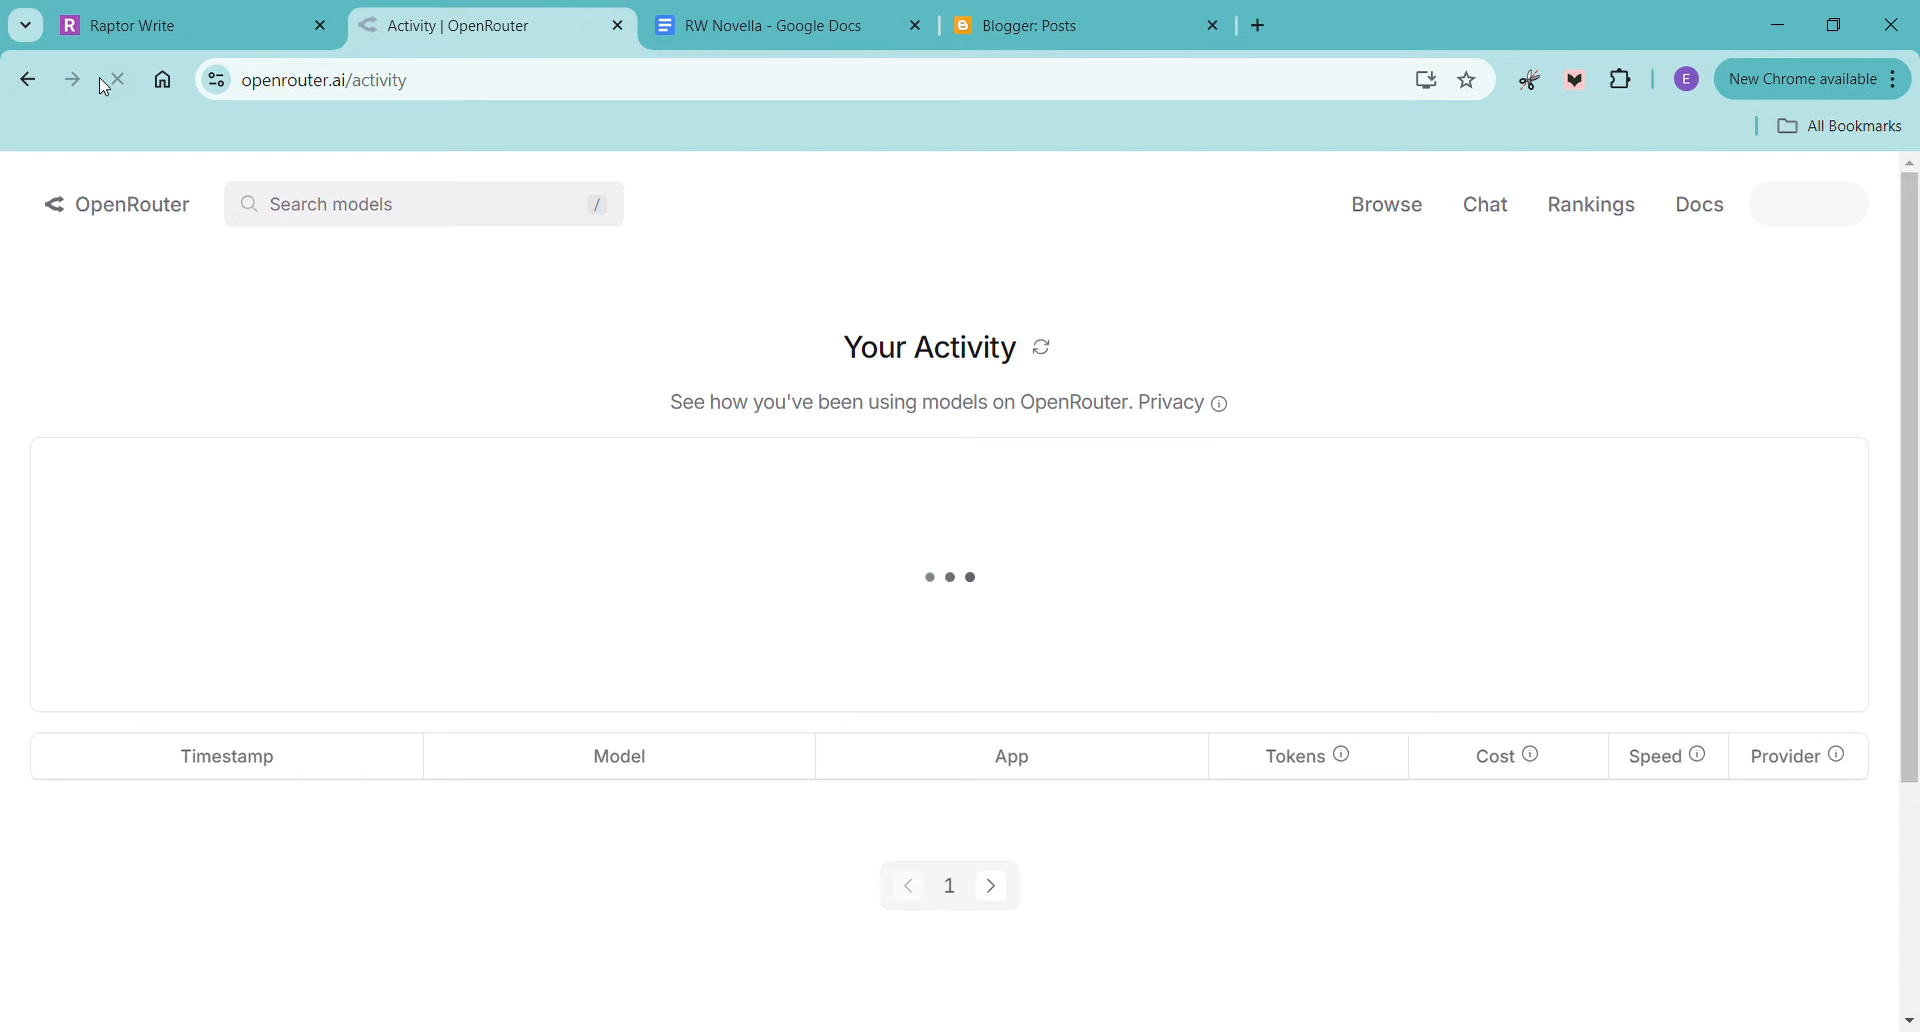 Raptor Write
Activity | OpenRouter
RW Novella - Google Docs
Blogger: Posts
openrouter.ai/activity
E
New Chrome available
All Bookmarks
OpenRouter
Search models
/
Browse
Chat
Rankings
Docs
Your Activity
See how you've been using models on OpenRouter. Privacy
Timestamp
Model
App
Tokens
Cost
Speed
Provider
1